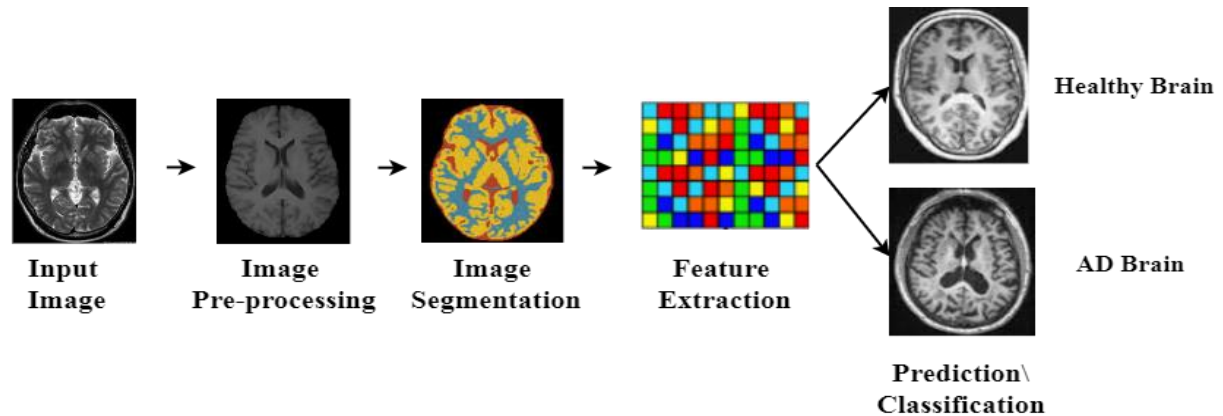 Input
Image
Image
Pre-processing
Image
Segmentation
Feature
Extraction
Healthy Brain
AD Brain
Prediction\
Classification